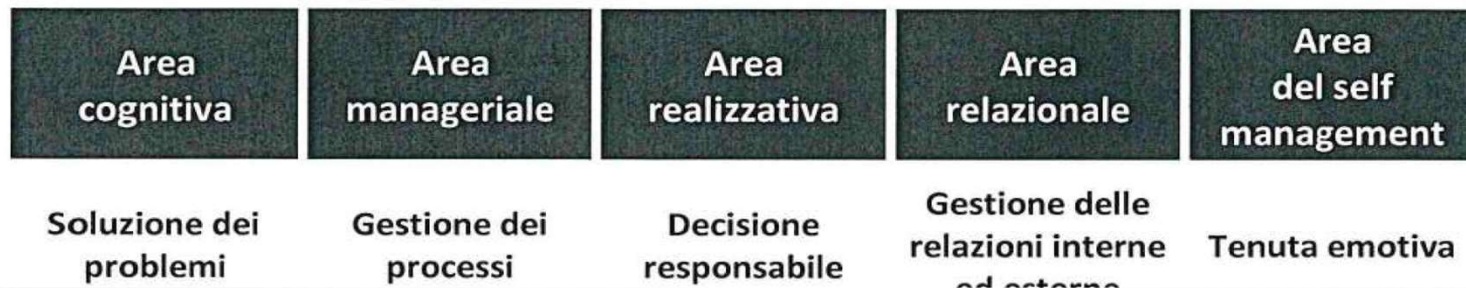 Area
cognitiva
Area
manageriale
Area
realizzativa
Area
relazionale
Area
del self
management
Soluzione dei
problemi
Gestione dei
processi
Decisione
responsabile
Gestione delle
relazioni interne
ed esterne
Tenuta emotiva